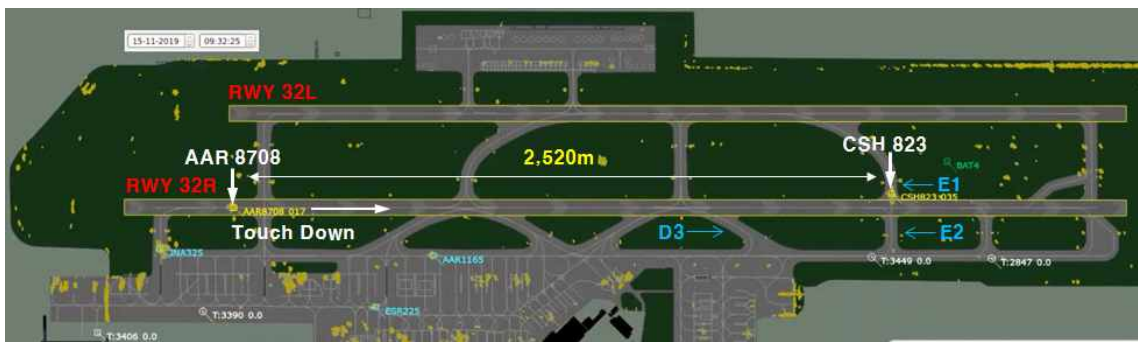 15-11-2019 09:32:25
RWY 32L
AAR 8708
2,520m
CSH 823
BAT4
RWY 32R
E1
CSH823 035
AAR8708 017
Touch Down
D3
E2
JNA325
AAR1165
T:3449 0.0
T:2847 0.0
ESR225
T:3390 0.0
T:3406 0.0